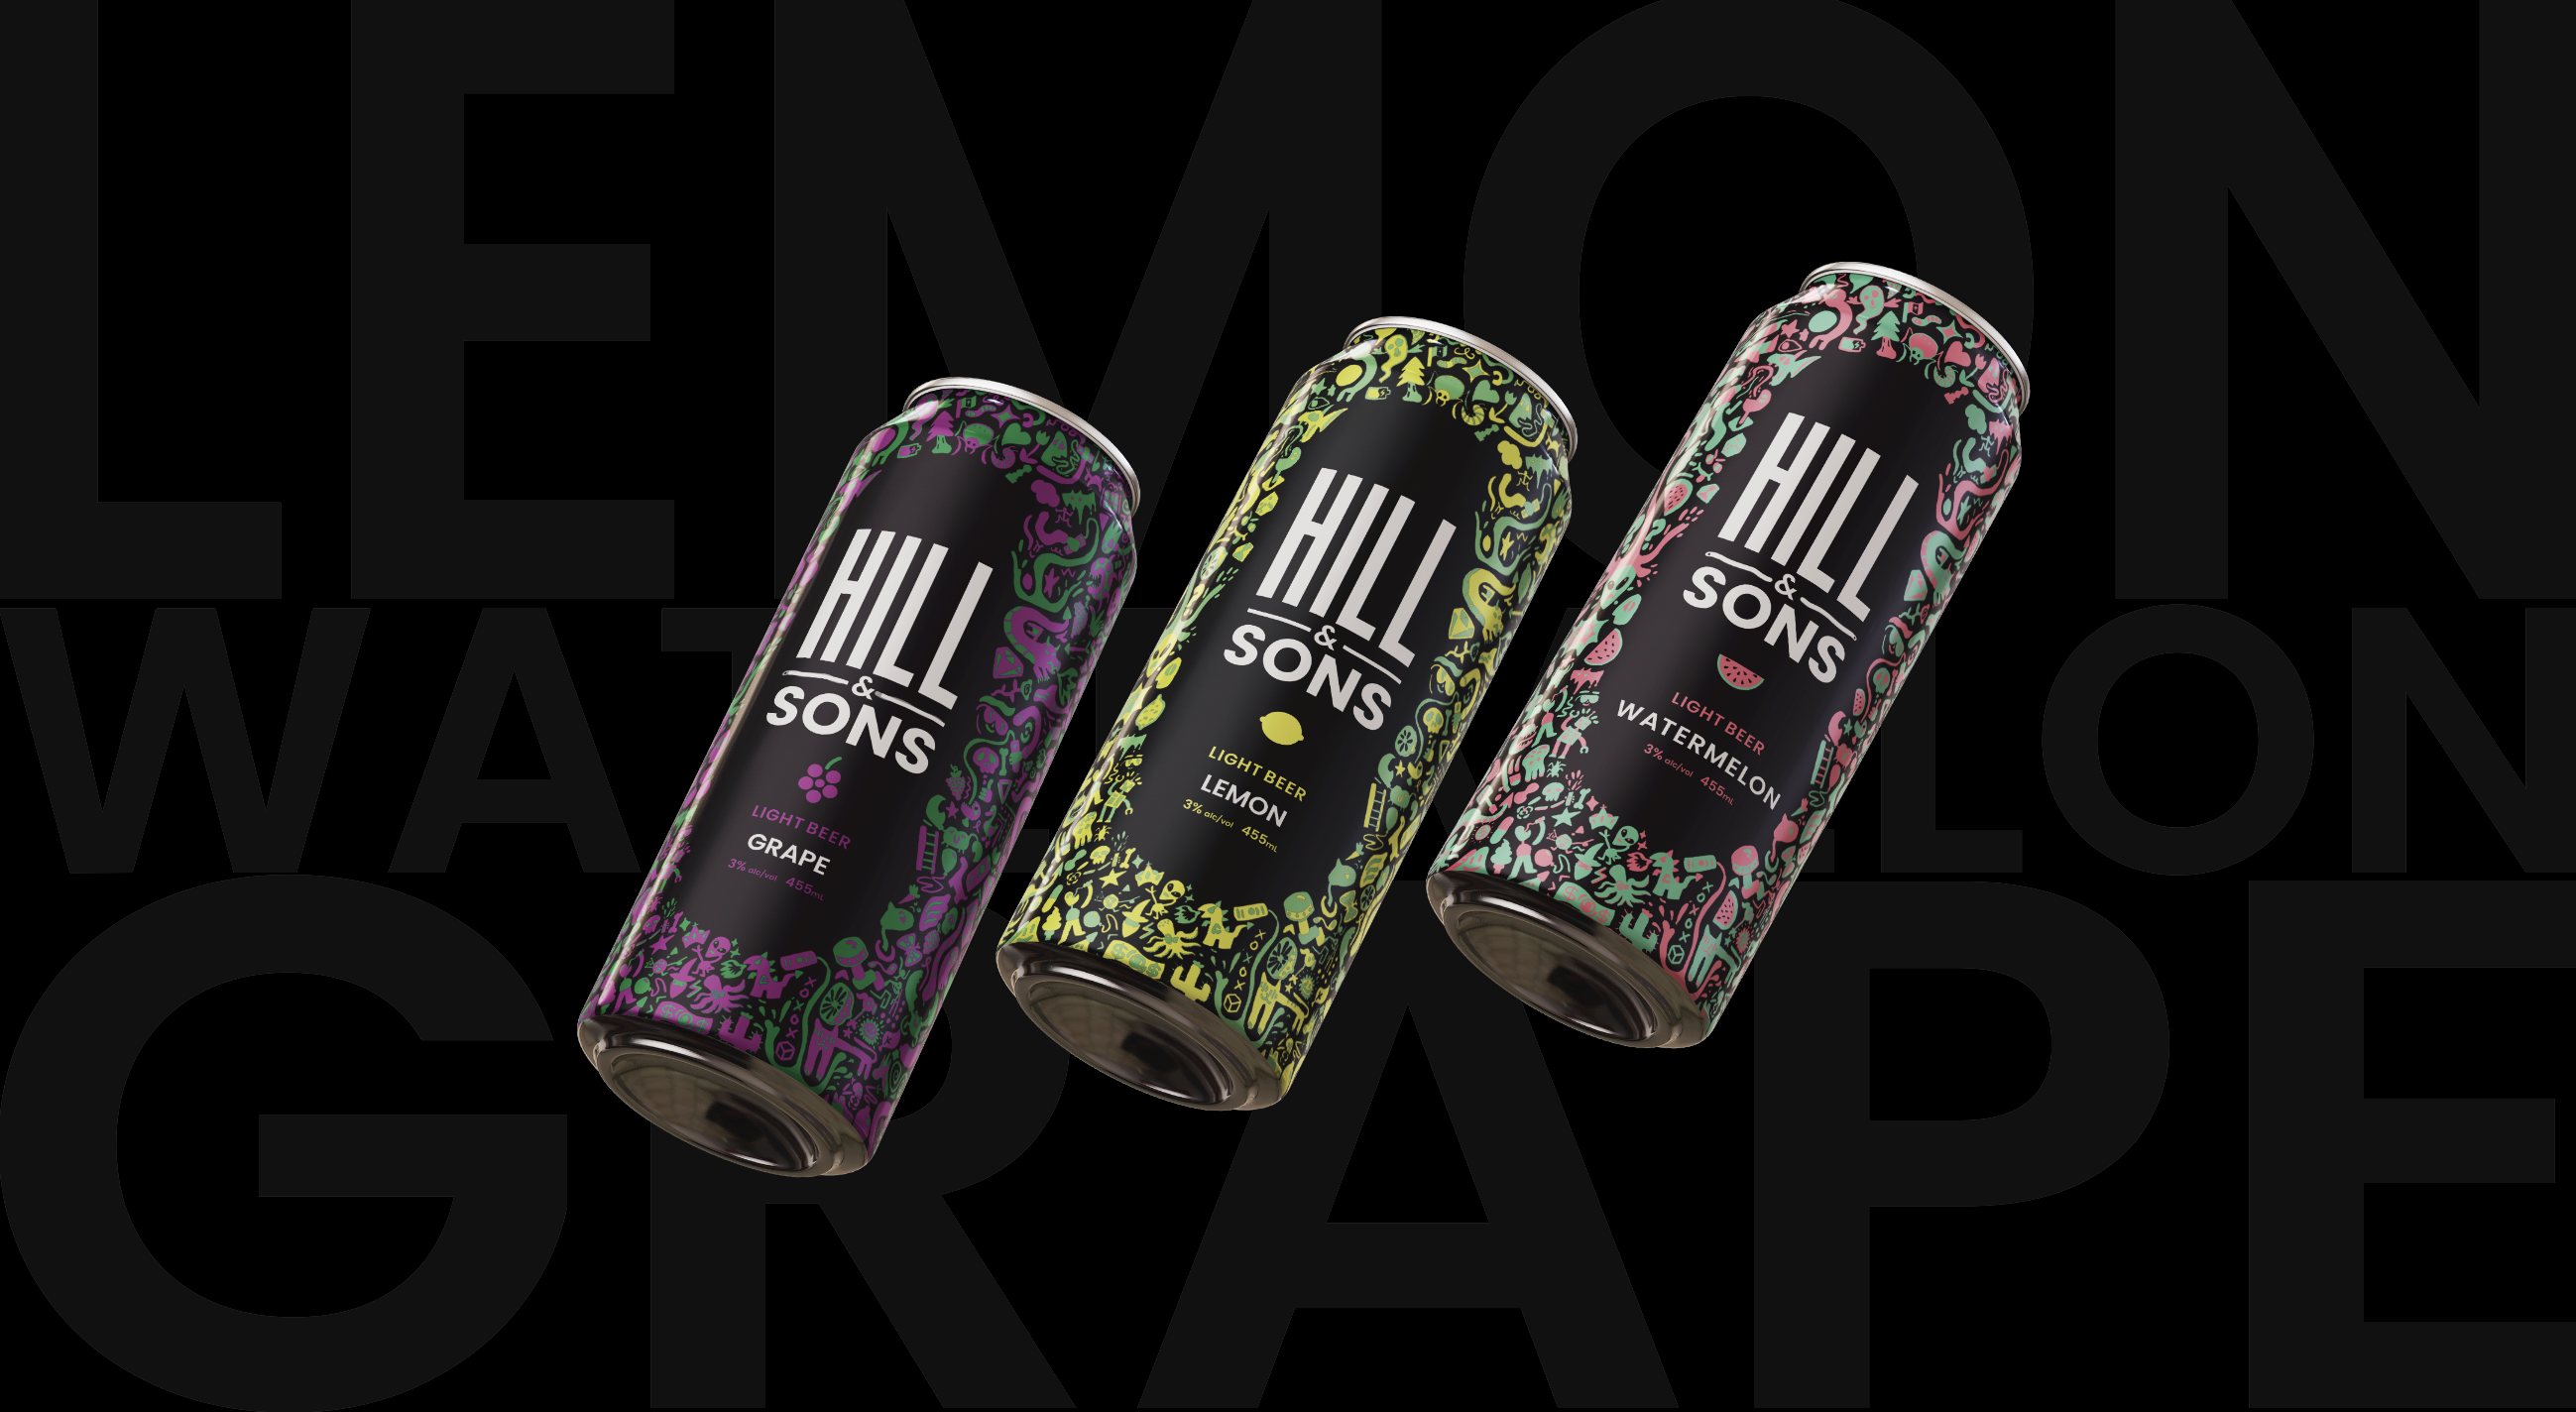 LEMON
WATERMELON
GRAPE
HILL
&
SONS
LIGHT BEER
GRAPE
3% alc/vol 455mL
HILL
&
SONS
LIGHT BEER
LEMON
3% alc/vol 455mL
HILL
&
SONS
LIGHT BEER
WATERMELON
3% alc/vol 455mL